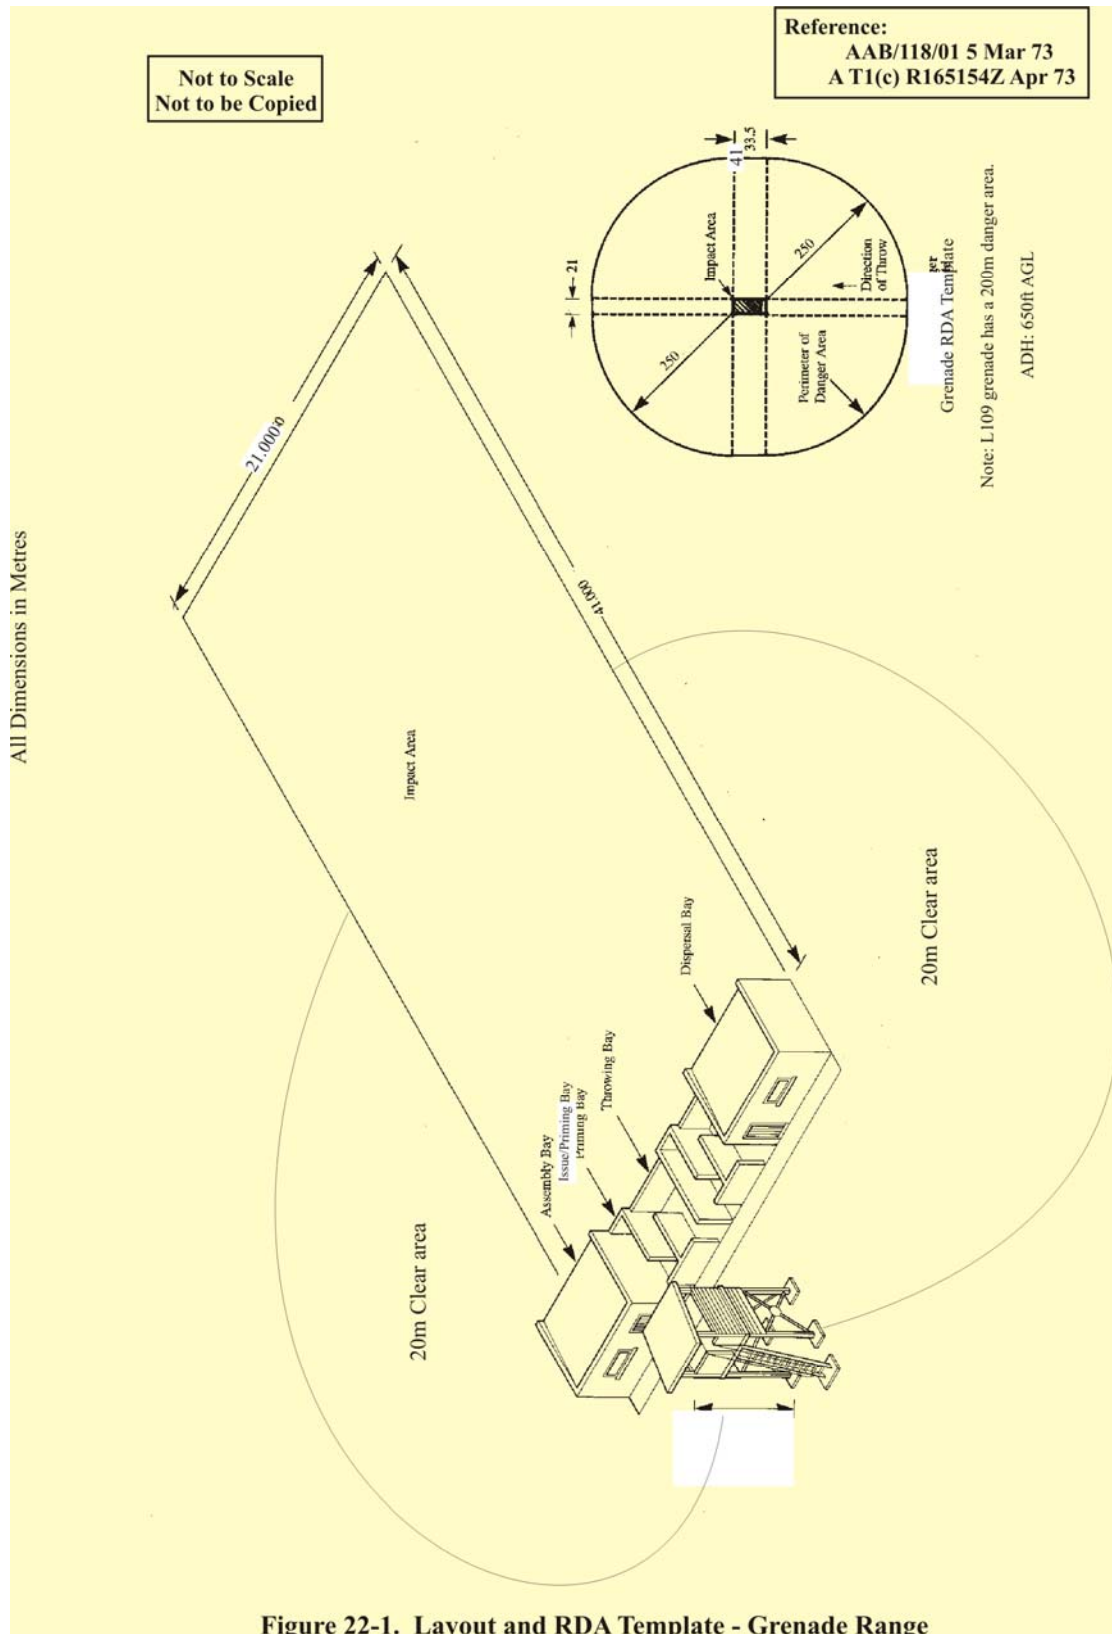 Reference:
AAB/118/01 5 Mar 73
A T1(c) R165154Z Apr 73
Not to Scale
Not to be Copied
All Dimensions in Metres
21.000
41.000
Impact Area
41
33.5
21
Impact Area
250
250
Direction
of Throw
Perimeter of
Danger Area
Grenade RDA Template
Note: L109 grenade has a 200m danger area.
ADH: 650ft AGL
Dispersal Bay
Throwing Bay
Issue/Priming Bay
Priming Bay
Assembly Bay
20m Clear area
20m Clear area
Figure 22-1. Layout and RDA Template - Grenade Range